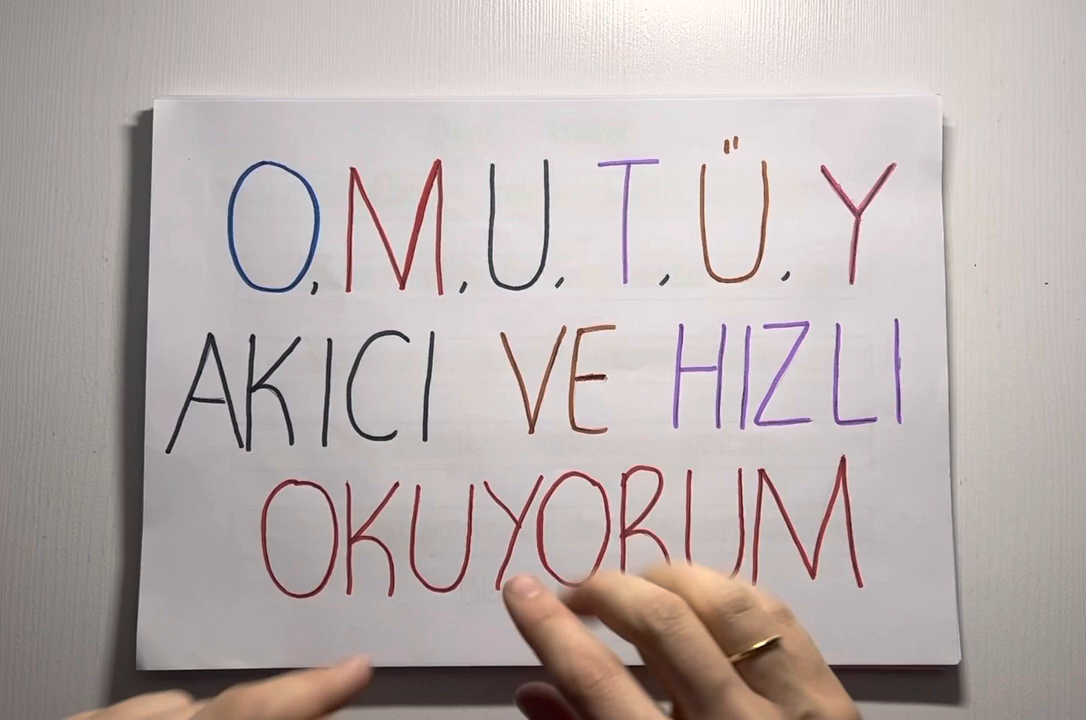 O, M, U, T, Ü, Y
AKICI VE HIZLI
OKUYORUM